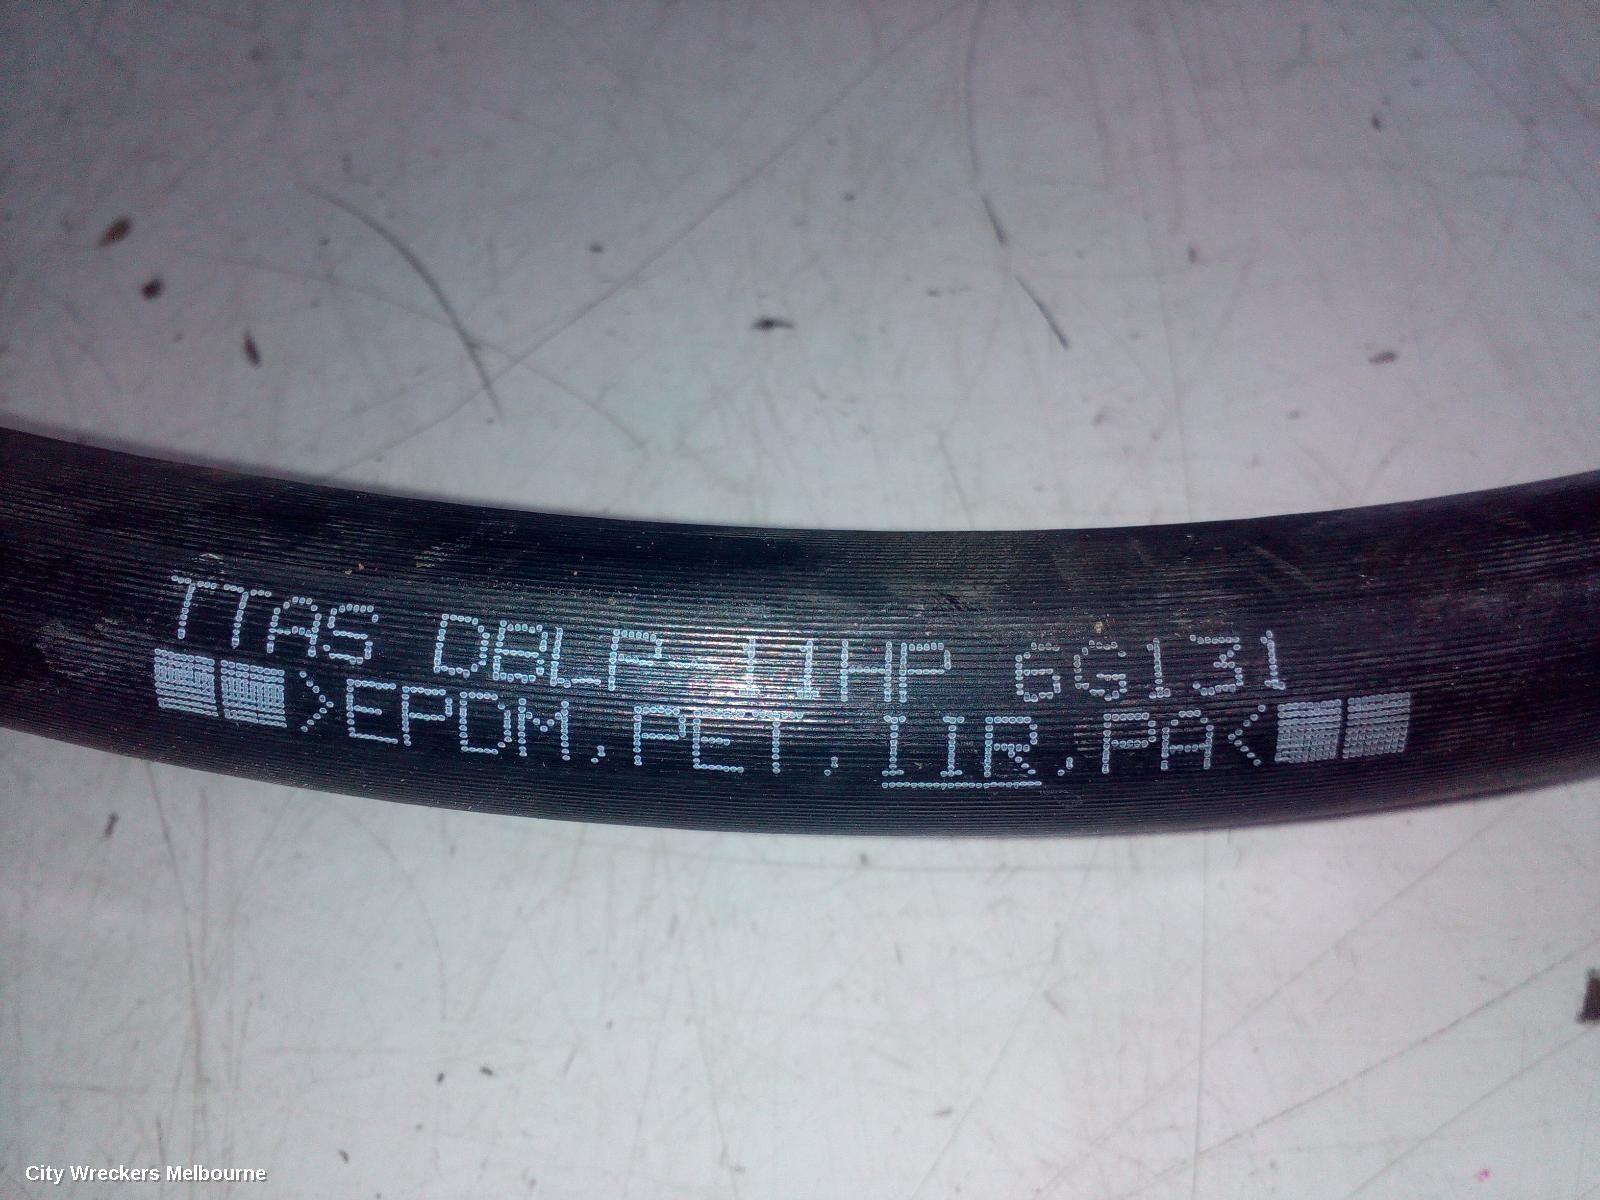 TTAS DBLP-11HP 6G131
>EPDM,PET,IIR,PA<
City Wreckers Melbourne